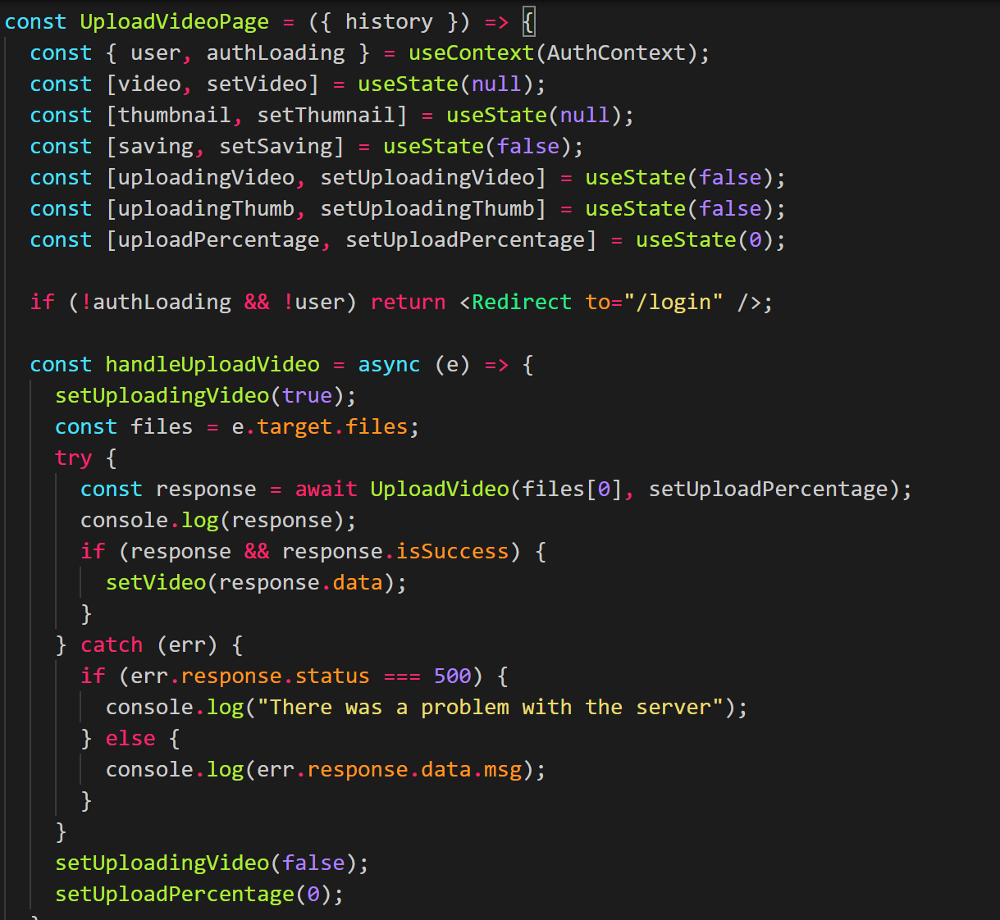 const UploadVideoPage = ({ history }) => {
const { user, authLoading } = useContext(AuthContext);
const [video, setVideo] = useState(null);
const [thumbnail, setThumnail] = useState(null);
const [saving, setSaving] = useState(false);
const [uploadingVideo, setUploadingVideo] = useState(false);
const [uploadingThumb, setUploadingThumb] = useState(false);
const [uploadPercentage, setUploadPercentage] = useState(0);
if (!authLoading && !user) return <Redirect to="/login" />;
const handleUploadVideo = async (e) => {
setUploadingVideo(true);
const files = e.target.files;
try {
const response = await UploadVideo(files[0], setUploadPercentage);
console.log(response);
if (response && response.isSuccess) {
setVideo(response.data);
}
} catch (err) {
if (err.response.status === 500) {
console.log("There was a problem with the server");
} else {
console.log(err.response.data.msg);
}
}
setUploadingVideo(false);
setUploadPercentage(0);